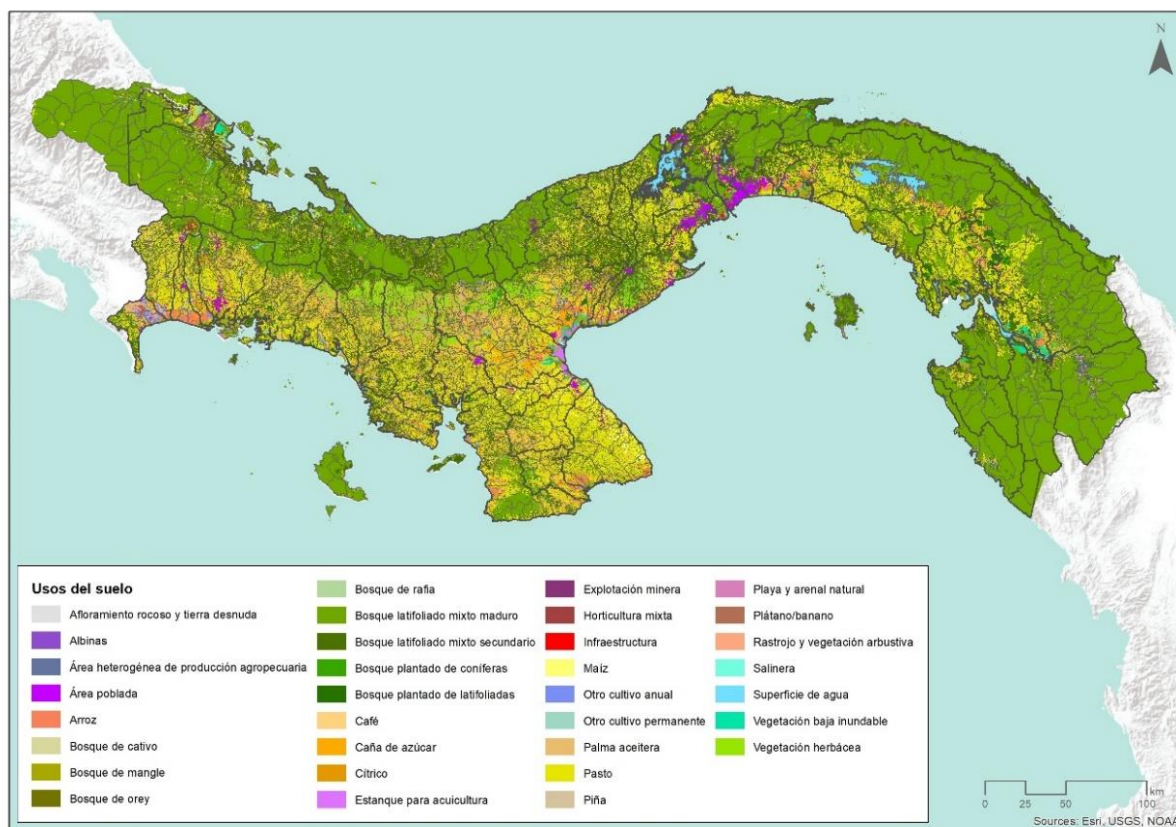 N
Usos del suelo
Afloramiento rocoso y tierra desnuda
Albinas
Área heterogénea de producción agropecuaria
Área poblada
Arroz
Bosque de cativo
Bosque de mangle
Bosque de orey
Bosque de rafia
Bosque latifoliado mixto maduro
Bosque latifoliado mixto secundario
Bosque plantado de coníferas
Bosque plantado de latifoliadas
Café
Caña de azúcar
Cítrico
Estanque para acuicultura
Explotación minera
Horticultura mixta
Infraestructura
Maíz
Otro cultivo anual
Otro cultivo permanente
Palma aceitera
Pasto
Piña
Playa y arenal natural
Plátano/banano
Rastrojo y vegetación arbustiva
Salinera
Superficie de agua
Vegetación baja inundable
Vegetación herbácea
km
0 25 50 100
Sources: Esri, USGS, NOAA